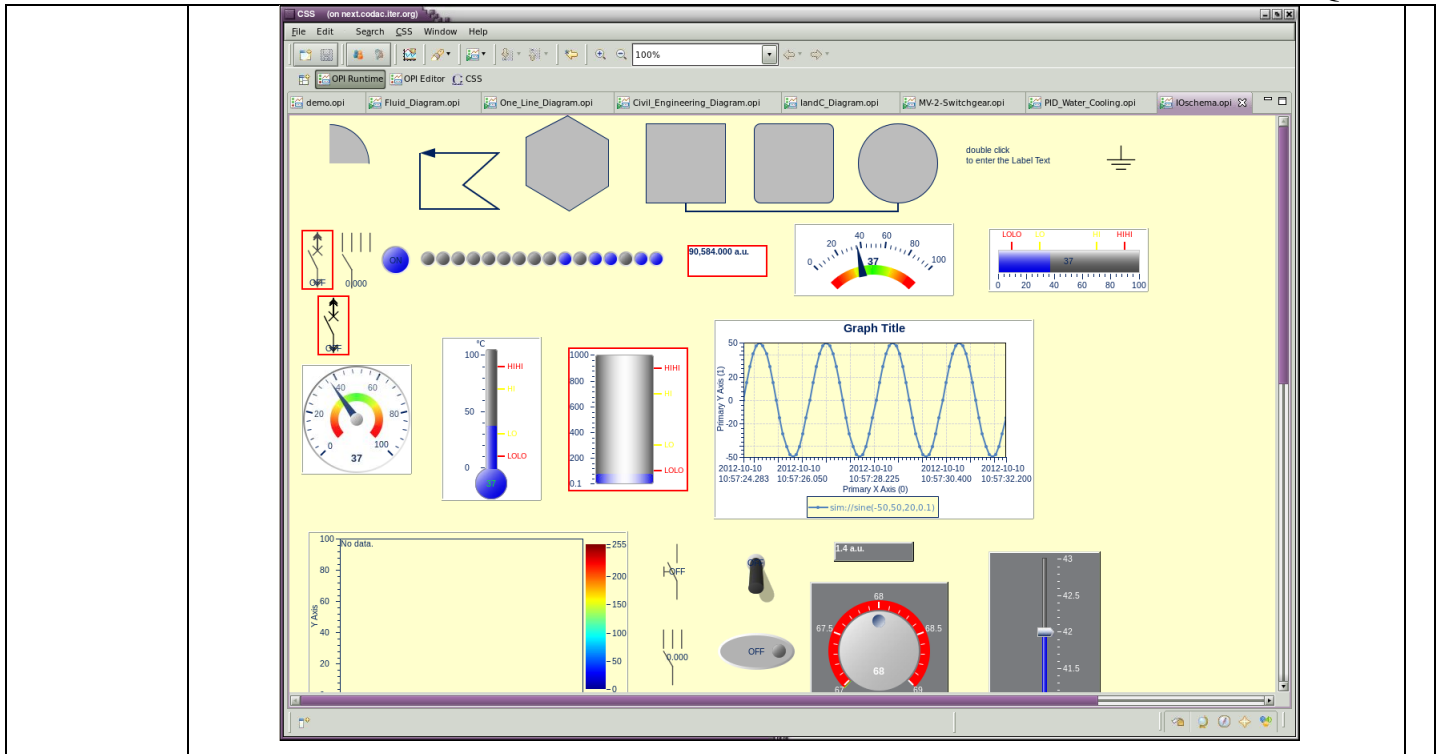 CSS (on next.codac.iter.org)
File Edit Search CSS Window Help
100%
OPI Runtime OPI Editor CSS
demo.opi Fluid_Diagram.opi One_Line_Diagram.opi Civil_Engineering_Diagram.opi IandC_Diagram.opi MV-2-Switchgear.opi PID_Water_Cooling.opi IOschema.opi
double click
to enter the Label Text
OFF 0.000 ON
90,584.000 a.u.
0 20 40 60 80 100
37
LOLO LO HI HIHI
37
0 20 40 60 80 100
OFF
0 20 40 60 80 100
37
°C
100 50 0
HIHI
HI
LO
LOLO
37
1000
800
600
400
200
0.1
HIHI
HI
LO
LOLO
Graph Title
Primary Y Axis (1)
50
20
0
-20
-50
2012-10-10 2012-10-10 2012-10-10 2012-10-10 2012-10-10
10:57:24.283 10:57:26.050 10:57:28.225 10:57:30.400 10:57:32.200
Primary X Axis (0)
sim://sine(-50,50,20,0.1)
No data.
Y Axis
100
80
60
40
20
255
200
150
100
50
0
OFF
0.000
OFF
1.4 a.u.
67 67.5 68 68.5 69
68
43
42.5
42
41.5